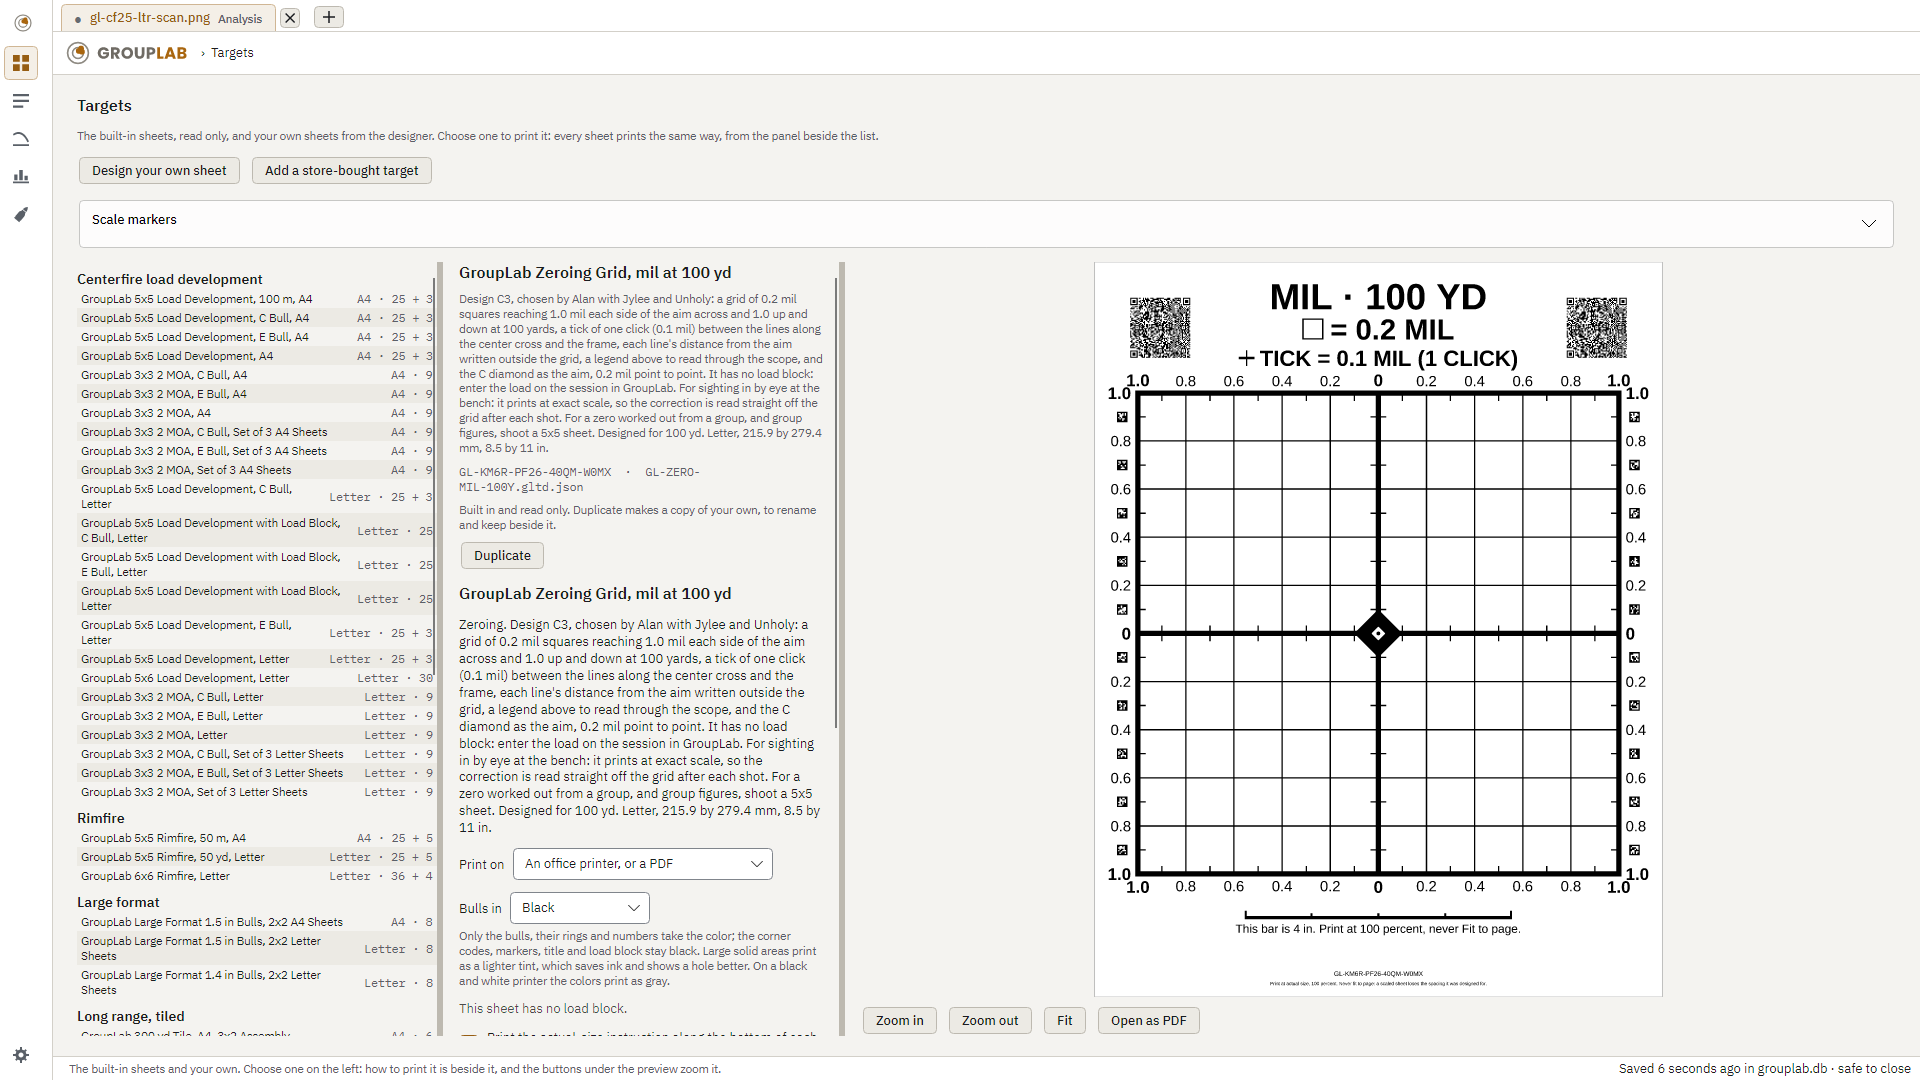 gl-cf25-ltr-scan.png Analysis
GROUPLAB › Targets
Targets
The built-in sheets, read only, and your own sheets from the designer. Choose one to print it: every sheet prints the same way, from the panel beside the list.
Design your own sheet
Add a store-bought target
Scale markers
Centerfire load development
GroupLab 5x5 Load Development, 100 m, A4 A4 · 25 + 3
GroupLab 5x5 Load Development, C Bull, A4 A4 · 25 + 3
GroupLab 5x5 Load Development, E Bull, A4 A4 · 25 + 3
GroupLab 5x5 Load Development, A4 A4 · 25 + 3
GroupLab 3x3 2 MOA, C Bull, A4 A4 · 9
GroupLab 3x3 2 MOA, E Bull, A4 A4 · 9
GroupLab 3x3 2 MOA, A4 A4 · 9
GroupLab 3x3 2 MOA, C Bull, Set of 3 A4 Sheets A4 · 9
GroupLab 3x3 2 MOA, E Bull, Set of 3 A4 Sheets A4 · 9
GroupLab 3x3 2 MOA, Set of 3 A4 Sheets A4 · 9
GroupLab 5x5 Load Development, C Bull, Letter · 25 + 3
Letter
GroupLab 5x5 Load Development with Load Block, Letter · 25
C Bull, Letter
GroupLab 5x5 Load Development with Load Block, Letter · 25
E Bull, Letter
GroupLab 5x5 Load Development with Load Block, Letter · 25
Letter
GroupLab 5x5 Load Development, E Bull, Letter · 25 + 3
Letter
GroupLab 5x5 Load Development, Letter Letter · 25 + 3
GroupLab 5x6 Load Development, Letter Letter · 30
GroupLab 3x3 2 MOA, C Bull, Letter Letter · 9
GroupLab 3x3 2 MOA, E Bull, Letter Letter · 9
GroupLab 3x3 2 MOA, Letter Letter · 9
GroupLab 3x3 2 MOA, C Bull, Set of 3 Letter Sheets Letter · 9
GroupLab 3x3 2 MOA, E Bull, Set of 3 Letter Sheets Letter · 9
GroupLab 3x3 2 MOA, Set of 3 Letter Sheets Letter · 9
Rimfire
GroupLab 5x5 Rimfire, 50 m, A4 A4 · 25 + 5
GroupLab 5x5 Rimfire, 50 yd, Letter Letter · 25 + 5
GroupLab 6x6 Rimfire, Letter Letter · 36 + 4
Large format
GroupLab Large Format 1.5 in Bulls, 2x2 A4 Sheets A4 · 8
GroupLab Large Format 1.5 in Bulls, 2x2 Letter Letter · 8
Sheets
GroupLab Large Format 1.4 in Bulls, 2x2 Letter Letter · 8
Sheets
Long range, tiled
GroupLab 300 yd Tile, A4, 3x2 Assembly A4 · 6
GroupLab Zeroing Grid, mil at 100 yd
Design C3, chosen by Alan with Jylee and Unholy: a grid of 0.2 mil
squares reaching 1.0 mil each side of the aim across and 1.0 up and
down at 100 yards, a tick of one click (0.1 mil) between the lines along
the center cross and the frame, each line's distance from the aim
written outside the grid, a legend above to read through the scope, and
the C diamond as the aim, 0.2 mil point to point. It has no load block:
enter the load on the session in GroupLab. For sighting in by eye at the
bench: it prints at exact scale, so the correction is read straight off the
grid after each shot. For a zero worked out from a group, and group
figures, shoot a 5x5 sheet. Designed for 100 yd. Letter, 215.9 by 279.4
mm, 8.5 by 11 in.
GL-KM6R-PF26-40QM-W0MX · GL-ZERO-
MIL-100Y.gltd.json
Built in and read only. Duplicate makes a copy of your own, to rename
and keep beside it.
Duplicate
GroupLab Zeroing Grid, mil at 100 yd
Zeroing. Design C3, chosen by Alan with Jylee and Unholy: a
grid of 0.2 mil squares reaching 1.0 mil each side of the aim
across and 1.0 up and down at 100 yards, a tick of one click
(0.1 mil) between the lines along the center cross and the
frame, each line's distance from the aim written outside the
grid, a legend above to read through the scope, and the C
diamond as the aim, 0.2 mil point to point. It has no load
block: enter the load on the session in GroupLab. For sighting
in by eye at the bench: it prints at exact scale, so the
correction is read straight off the grid after each shot. For a
zero worked out from a group, and group figures, shoot a 5x5
sheet. Designed for 100 yd. Letter, 215.9 by 279.4 mm, 8.5 by
11 in.
Print on An office printer, or a PDF
Bulls in Black
Only the bulls, their rings and numbers take the color; the corner
codes, markers, title and load block stay black. Large solid areas print
as a lighter tint, which saves ink and shows a hole better. On a black
and white printer the colors print as gray.
This sheet has no load block.
Print the actual-size instruction along the bottom of each
MIL · 100 YD
= 0.2 MIL
TICK = 0.1 MIL (1 CLICK)
1.0 0.8 0.6 0.4 0.2 0 0.2 0.4 0.6 0.8 1.0
1.0 1.0
0.8 0.8
0.6 0.6
0.4 0.4
0.2 0.2
0 0
0.2 0.2
0.4 0.4
0.6 0.6
0.8 0.8
1.0 1.0
1.0 0.8 0.6 0.4 0.2 0 0.2 0.4 0.6 0.8 1.0
This bar is 4 in. Print at 100 percent, never Fit to page.
GL-KM6R-PF26-40QM-W0MX
Print at actual size, 100 percent. Never fit to page: a scaled sheet loses the spacing it was designed for.
Zoom in
Zoom out
Fit
Open as PDF
The built-in sheets and your own. Choose one on the left: how to print it is beside it, and the buttons under the preview zoom it.
Saved 6 seconds ago in grouplab.db · safe to close